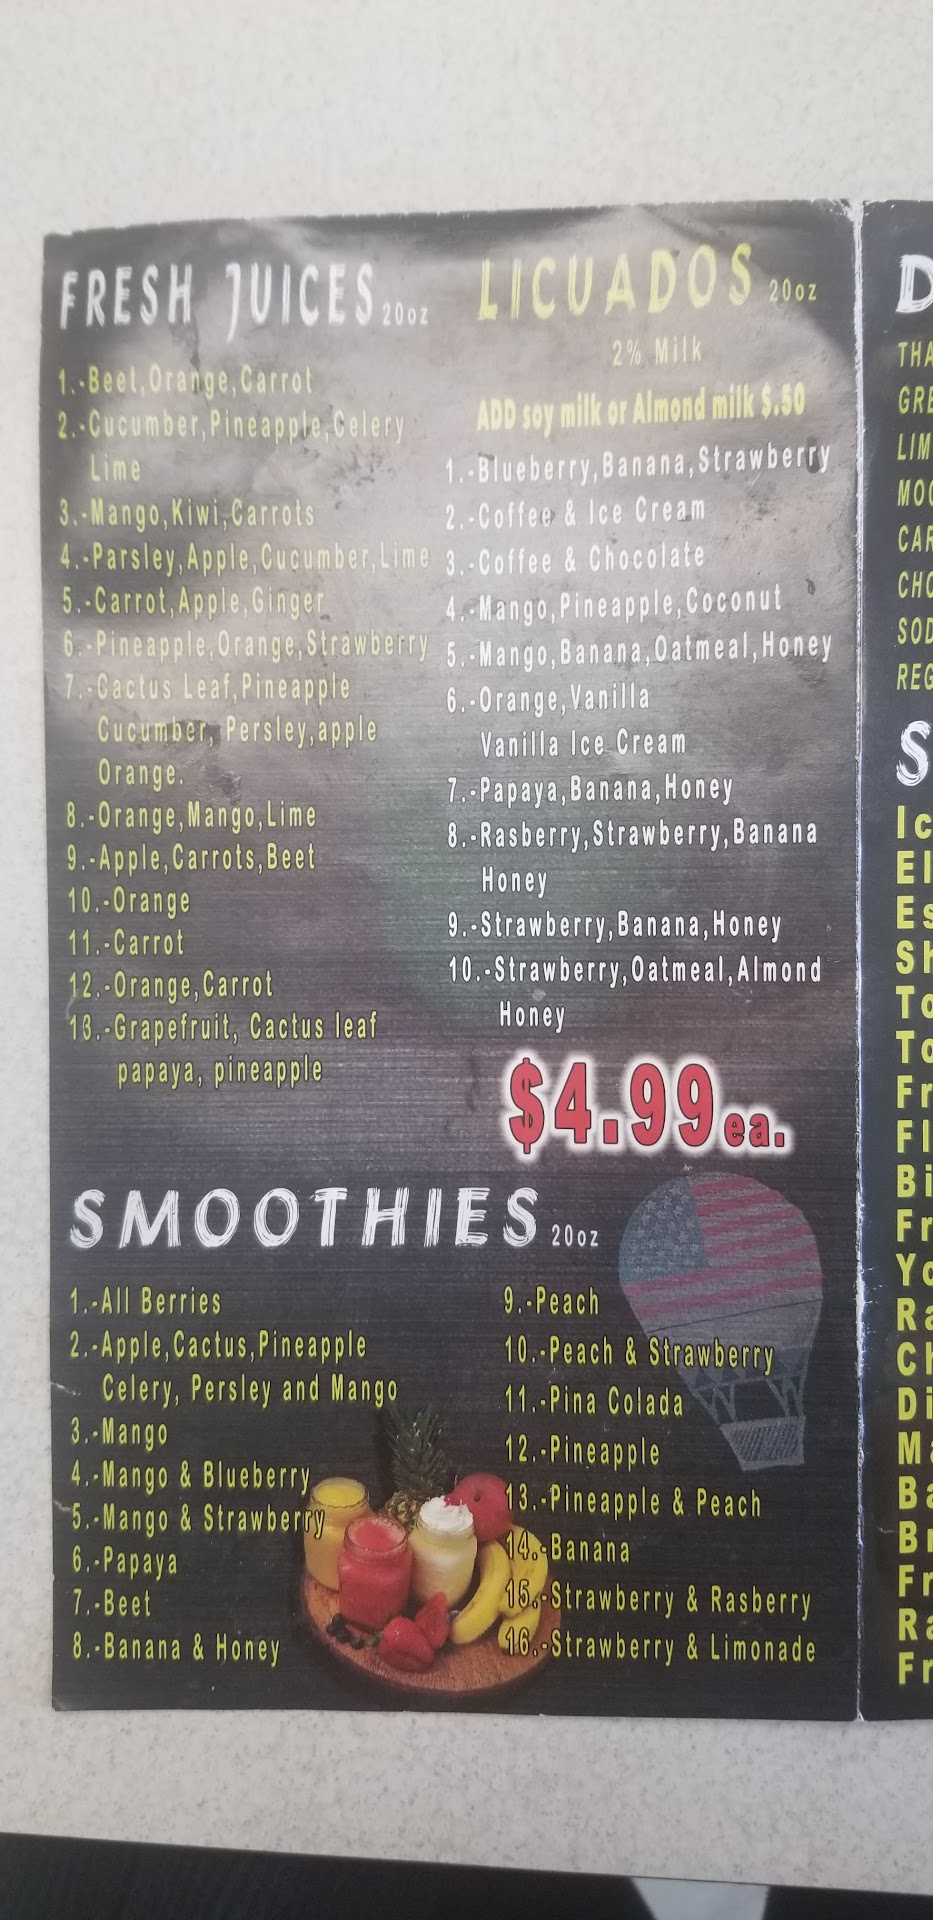 FRESH JUICES 20oz
1.-Beet,Orange,Carrot
2.-Cucumber,Pineapple,Celery
Lime
3.-Mango,Kiwi,Carrots
4.-Parsley,Apple,Cucumber,Lime
5.-Carrot,Apple,Ginger
6.-Pineapple,Orange,Strawberry
7.-Cactus Leaf,Pineapple
Cucumber, Persley,apple
Orange.
8.-Orange,Mango,Lime
9.-Apple,Carrots,Beet
10.-Orange
11.-Carrot
12.-Orange,Carrot
13.-Grapefruit, Cactus leaf
papaya, pineapple
LICUADOS 20oz
2% Milk
ADD soy milk or Almond milk $.50
1.-Blueberry,Banana,Strawberry
2.-Coffee & Ice Cream
3.-Coffee & Chocolate
4.-Mango,Pineapple,Coconut
5.-Mango,Banana,Oatmeal,Honey
6.-Orange,Vanilla
Vanilla Ice Cream
7.-Papaya,Banana,Honey
8.-Rasberry,Strawberry,Banana
Honey
9.-Strawberry,Banana,Honey
10.-Strawberry,Oatmeal,Almond
Honey
$4.99 ea.
SMOOTHIES 20oz
1.-All Berries
2.-Apple,Cactus,Pineapple
Celery, Persley and Mango
3.-Mango
4.-Mango & Blueberry
5.-Mango & Strawberry
6.-Papaya
7.-Beet
8.-Banana & Honey
9.-Peach
10.-Peach & Strawberry
11.-Pina Colada
12.-Pineapple
13.-Pineapple & Peach
14.-Banana
15.-Strawberry & Rasberry
16.-Strawberry & Limonade